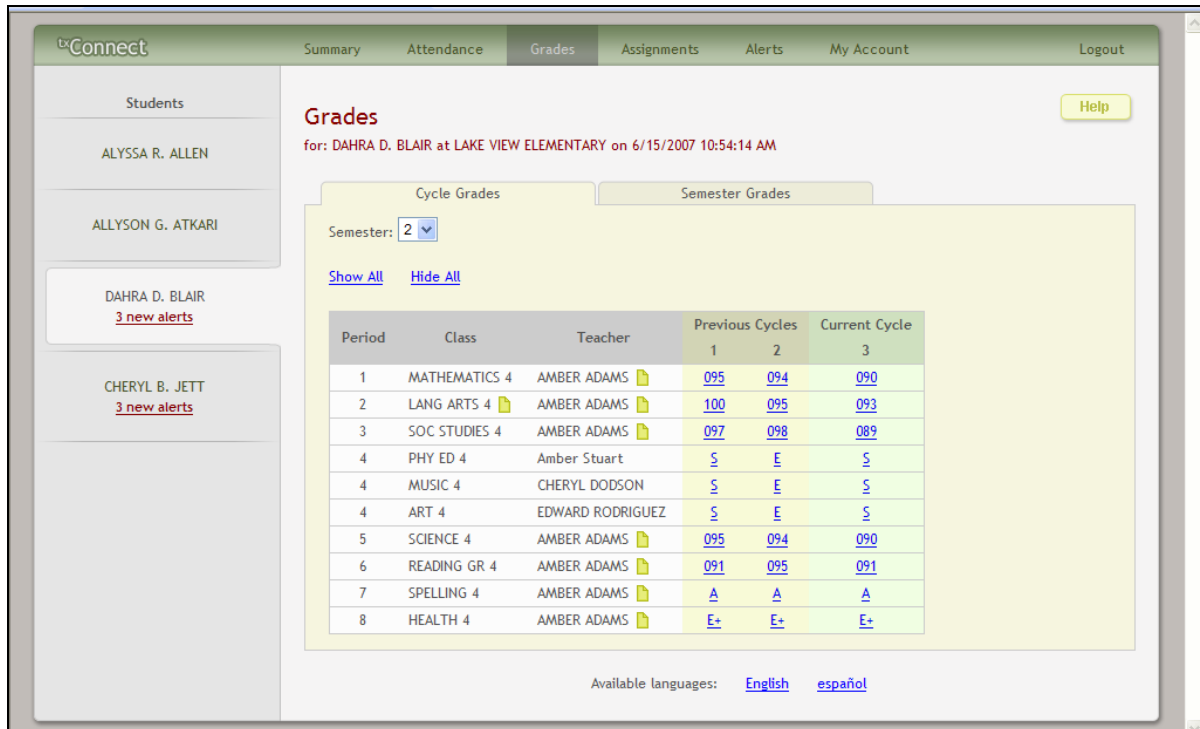 txConnect
Summary Attendance Grades Assignments Alerts My Account Logout
Students
ALYSSA R. ALLEN
ALLYSON G. ATKARI
DAHRA D. BLAIR
3 new alerts
CHERYL B. JETT
3 new alerts
Help
Grades
for: DAHRA D. BLAIR at LAKE VIEW ELEMENTARY on 6/15/2007 10:54:14 AM
Cycle Grades Semester Grades
Semester: 2
Show All Hide All
Period Class Teacher Previous Cycles Current Cycle
1 2 3
1 MATHEMATICS 4 AMBER ADAMS 095 094 090
2 LANG ARTS 4 AMBER ADAMS 100 095 093
3 SOC STUDIES 4 AMBER ADAMS 097 098 089
4 PHY ED 4 Amber Stuart S E S
4 MUSIC 4 CHERYL DODSON S E S
4 ART 4 EDWARD RODRIGUEZ S E S
5 SCIENCE 4 AMBER ADAMS 095 094 090
6 READING GR 4 AMBER ADAMS 091 095 091
7 SPELLING 4 AMBER ADAMS A A A
8 HEALTH 4 AMBER ADAMS E+ E+ E+
Available languages: English español